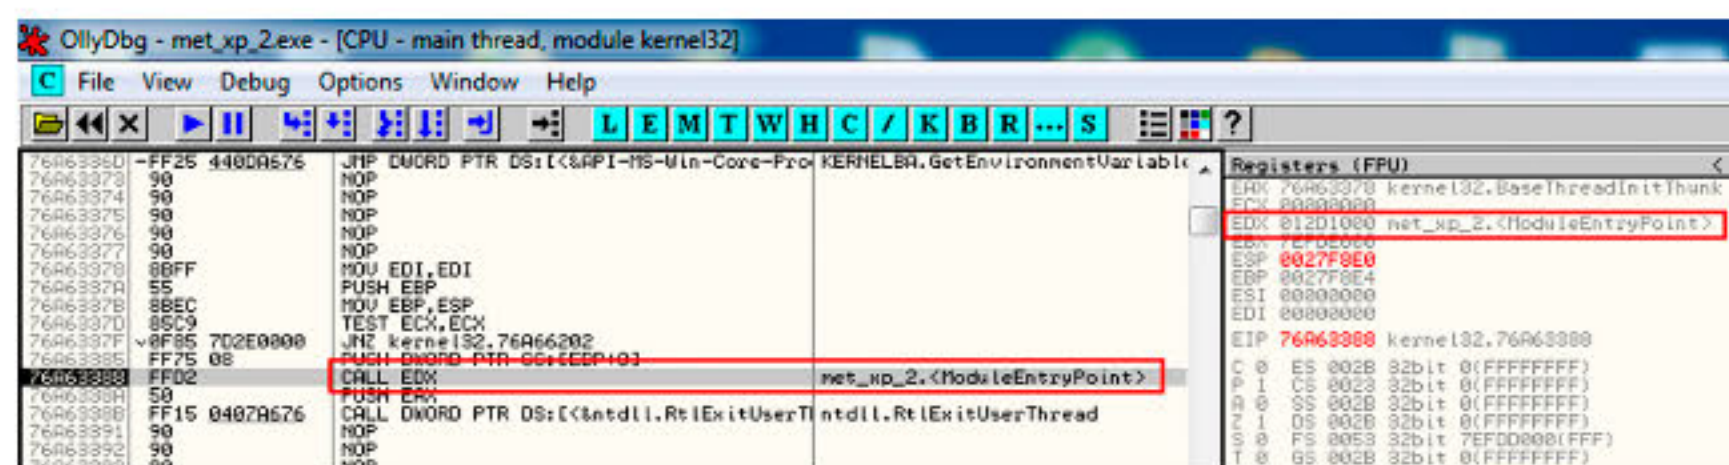 OllyDbg - met_xp_2.exe - [CPU - main thread, module kernel32]
C File View Debug Options Window Help
L E M T W H C / K B R ... S ?
76A6336D -FF25 440DA676 JMP DWORD PTR DS:[<&API-MS-Win-Core-Pro KERNELBA.GetEnvironmentVariable
76A63373 90 NOP
76A63374 90 NOP
76A63375 90 NOP
76A63376 90 NOP
76A63377 90 NOP
76A63378 8BFF MOV EDI,EDI
76A6337A 55 PUSH EBP
76A6337B 8BEC MOV EBP,ESP
76A6337D 85C9 TEST ECX,ECX
76A6337F 0F85 7D2E0000 JNZ kernel32.76A66202
76A63385 FF75 08 PUSH DWORD PTR SS:[EBP+8]
76A63388 FFD2 CALL EDX met_xp_2.<ModuleEntryPoint>
76A6338A 50 PUSH EAX
76A6338B FF15 0407A676 CALL DWORD PTR DS:[<&ntdll.RtlExitUserTl ntdll.RtlExitUserThread
76A63391 90 NOP
76A63392 90 NOP
90 NOP
Registers (FPU) <
EAX 76A63378 kernel32.BaseThreadInitThunk
ECX 00000000
EDX 012D1000 met_xp_2.<ModuleEntryPoint>
EBX 7EFDE000
ESP 0027F8E0
EBP 0027F8E4
ESI 00000000
EDI 00000000
EIP 76A63388 kernel32.76A63388
C 0 ES 002B 32bit 0(FFFFFFFF)
P 1 CS 0023 32bit 0(FFFFFFFF)
A 0 SS 002B 32bit 0(FFFFFFFF)
Z 1 DS 002B 32bit 0(FFFFFFFF)
S 0 FS 0053 32bit 7EFDD000(FFF)
T 0 GS 002B 32bit 0(FFFFFFFF)